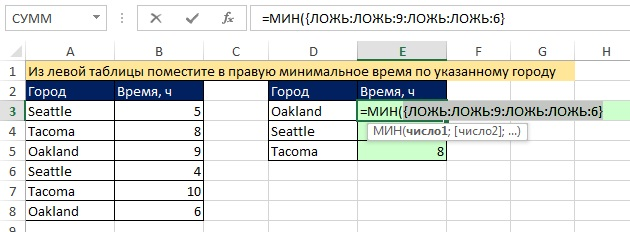 СУММ =МИН({ЛОЖЬ:ЛОЖЬ:9:ЛОЖЬ:ЛОЖЬ:6}
A B C D E F G H
1 Из левой таблицы поместите в правую минимальное время по указанному городу
2 Город Время, ч Город Время, ч
3 Seattle 5 Oakland =МИН({ЛОЖЬ:ЛОЖЬ:9:ЛОЖЬ:ЛОЖЬ:6}
4 Tacoma 8 Seattle МИН(число1; [число2]; ...)
5 Oakland 9 Tacoma 8
6 Seattle 4
7 Tacoma 10
8 Oakland 6